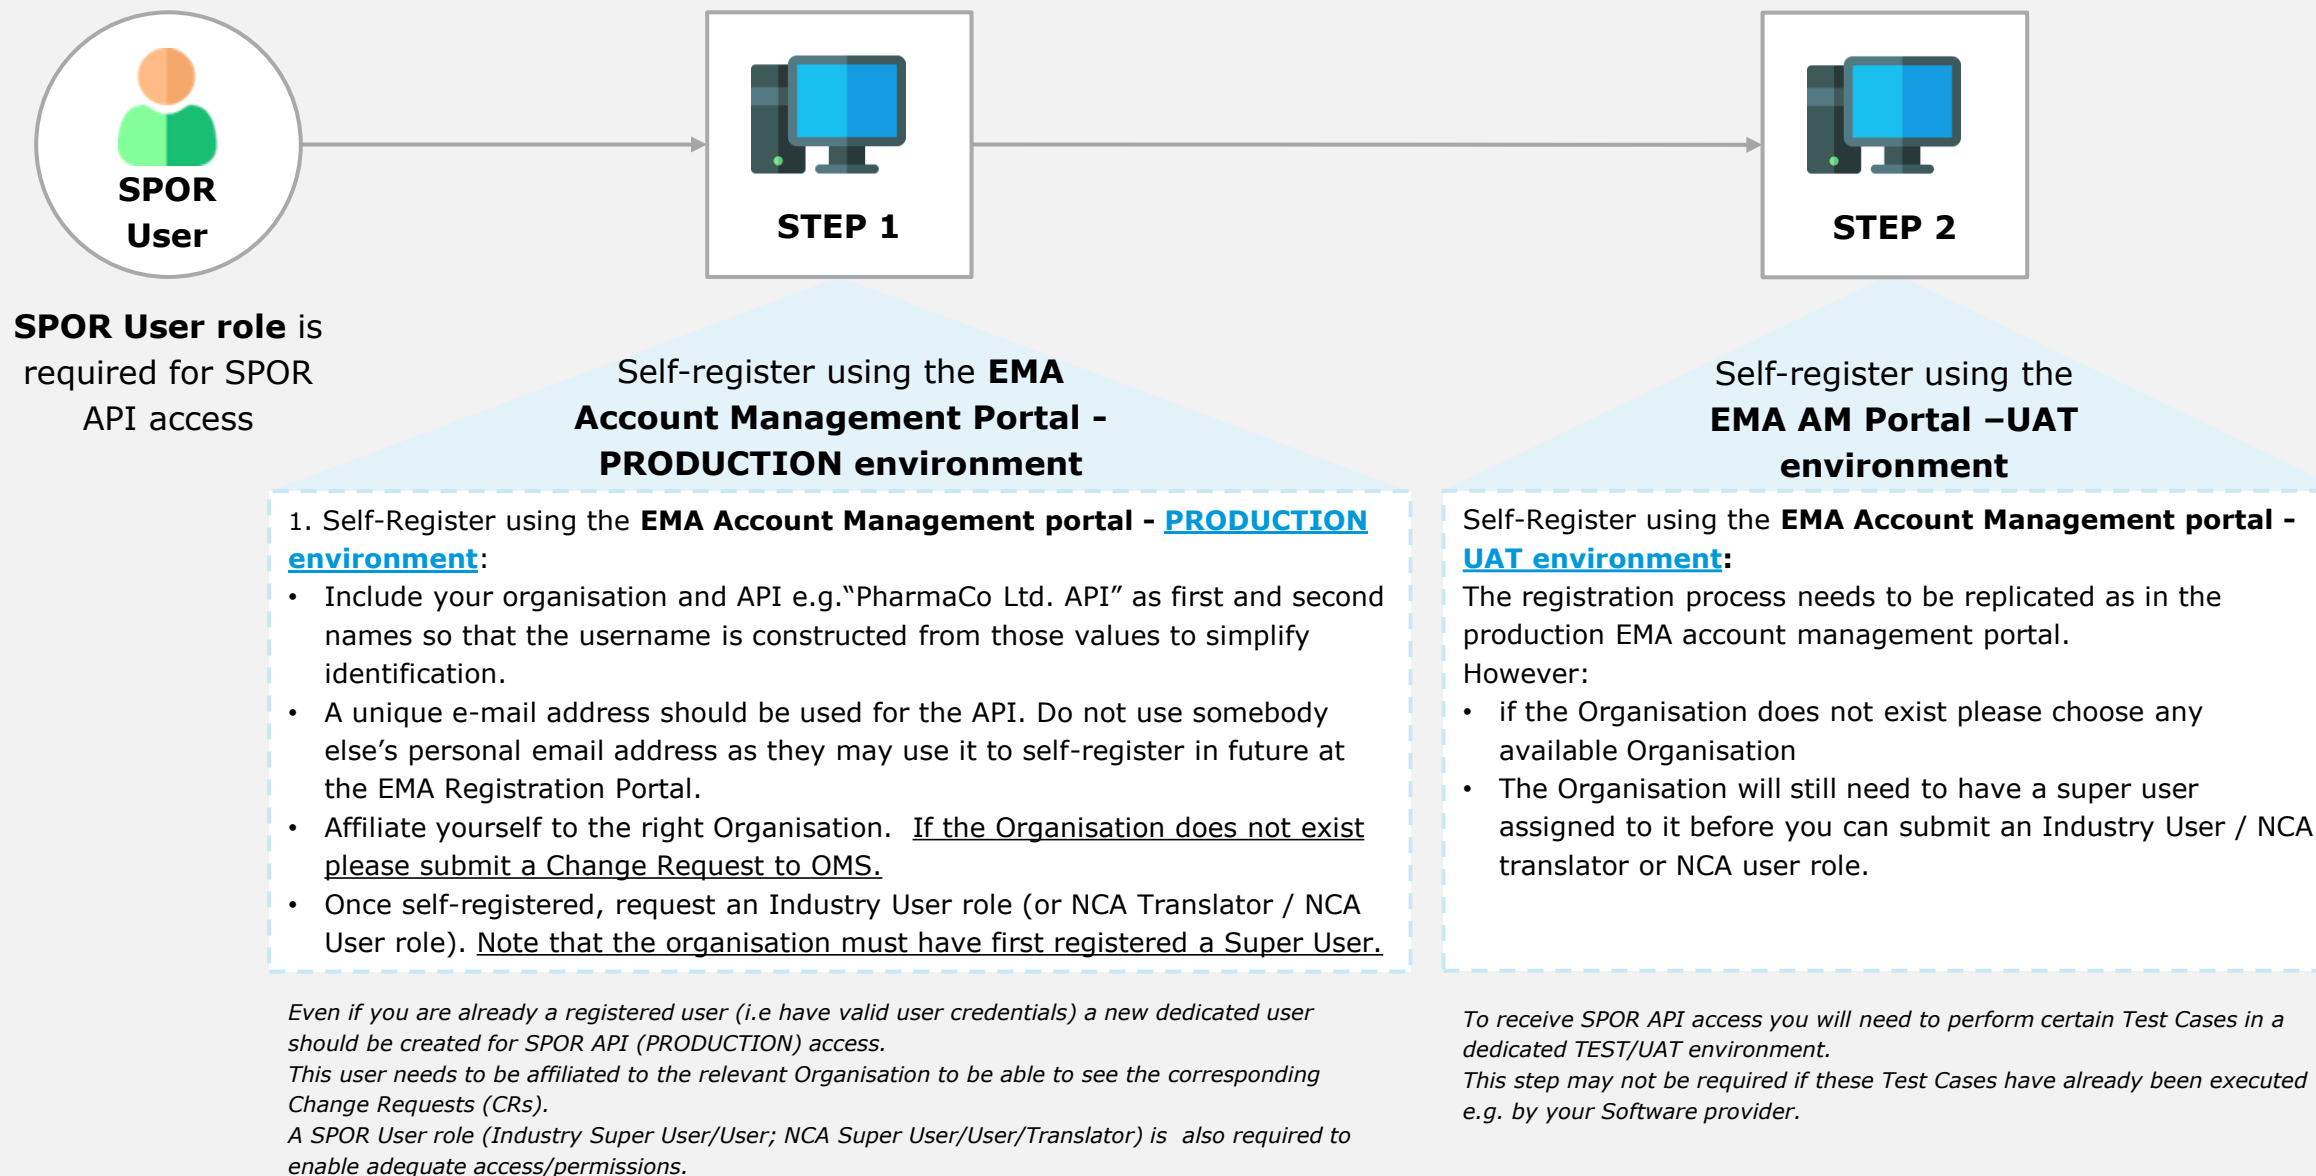 SPOR
User
SPOR User role is
required for SPOR
API access
STEP 1
Self-register using the EMA
Account Management Portal -
PRODUCTION environment
1. Self-Register using the EMA Account Management portal - PRODUCTION
environment:
• Include your organisation and API e.g.“PharmaCo Ltd. API” as first and second
names so that the username is constructed from those values to simplify
identification.
• A unique e-mail address should be used for the API. Do not use somebody
else’s personal email address as they may use it to self-register in future at
the EMA Registration Portal.
• Affiliate yourself to the right Organisation. If the Organisation does not exist
please submit a Change Request to OMS.
• Once self-registered, request an Industry User role (or NCA Translator / NCA
User role). Note that the organisation must have first registered a Super User.
Even if you are already a registered user (i.e have valid user credentials) a new dedicated user
should be created for SPOR API (PRODUCTION) access.
This user needs to be affiliated to the relevant Organisation to be able to see the corresponding
Change Requests (CRs).
A SPOR User role (Industry Super User/User; NCA Super User/User/Translator) is also required to
enable adequate access/permissions.
STEP 2
Self-register using the
EMA AM Portal –UAT
environment
Self-Register using the EMA Account Management portal -
UAT environment:
The registration process needs to be replicated as in the
production EMA account management portal.
However:
• if the Organisation does not exist please choose any
available Organisation
• The Organisation will still need to have a super user
assigned to it before you can submit an Industry User / NCA
translator or NCA user role.
To receive SPOR API access you will need to perform certain Test Cases in a
dedicated TEST/UAT environment.
This step may not be required if these Test Cases have already been executed
e.g. by your Software provider.